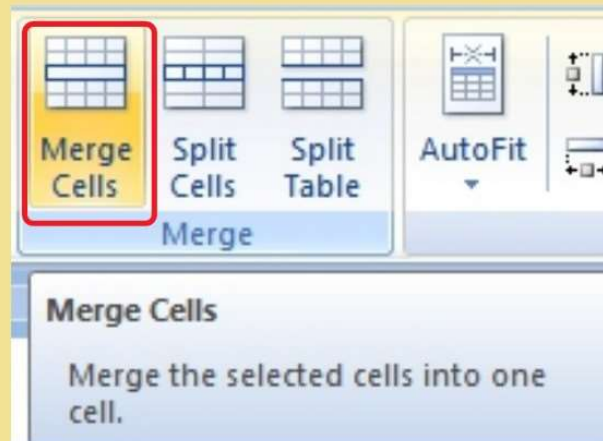 Merge Cells
Split Cells
Split Table
AutoFit
Merge
Merge Cells
Merge the selected cells into one
cell.